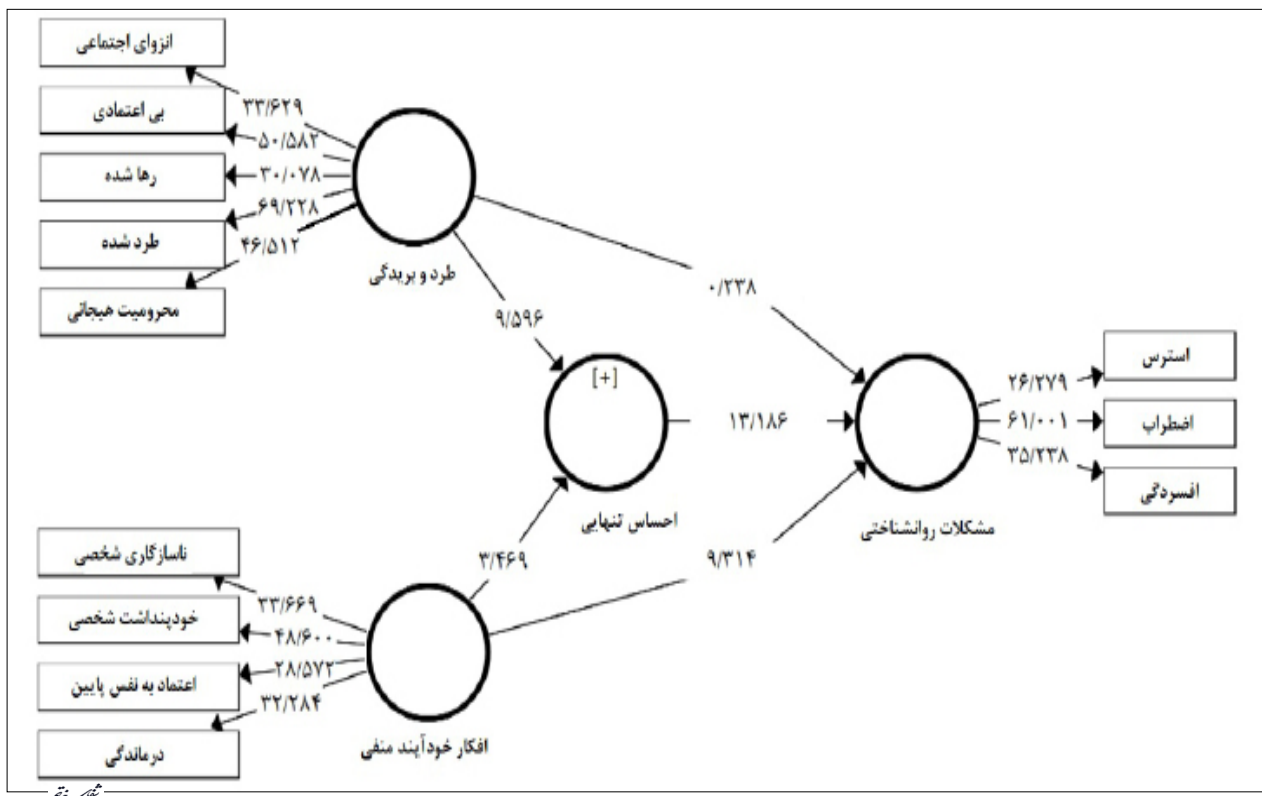 انزوای اجتماعی
۳۳/۶۲۹
بی اعتمادی
۵۰/۵۸۲
رها شده
۳۰/۰۷۸
طرد شده
۶۹/۲۲۸
۴۶/۵۱۲
محرومیت هیجانی
طرد و بریدگی
۰/۲۳۸
۹/۵۹۶
[+]
استرس
۲۶/۲۷۹
۱۳/۱۸۶
۶۱/۰۰۱
اضطراب
۳۵/۲۳۸
افسردگی
احساس تنهایی
مشکلات روانشناختی
۳/۴۶۹
۹/۳۱۴
ناسازگاری شخصی
۳۳/۶۶۹
خودپنداشت شخصی
۴۸/۶۰۰
۲۸/۵۷۲
اعتماد به نفس پایین
۳۲/۲۸۴
درماندگی
افکار خودآیند منفی